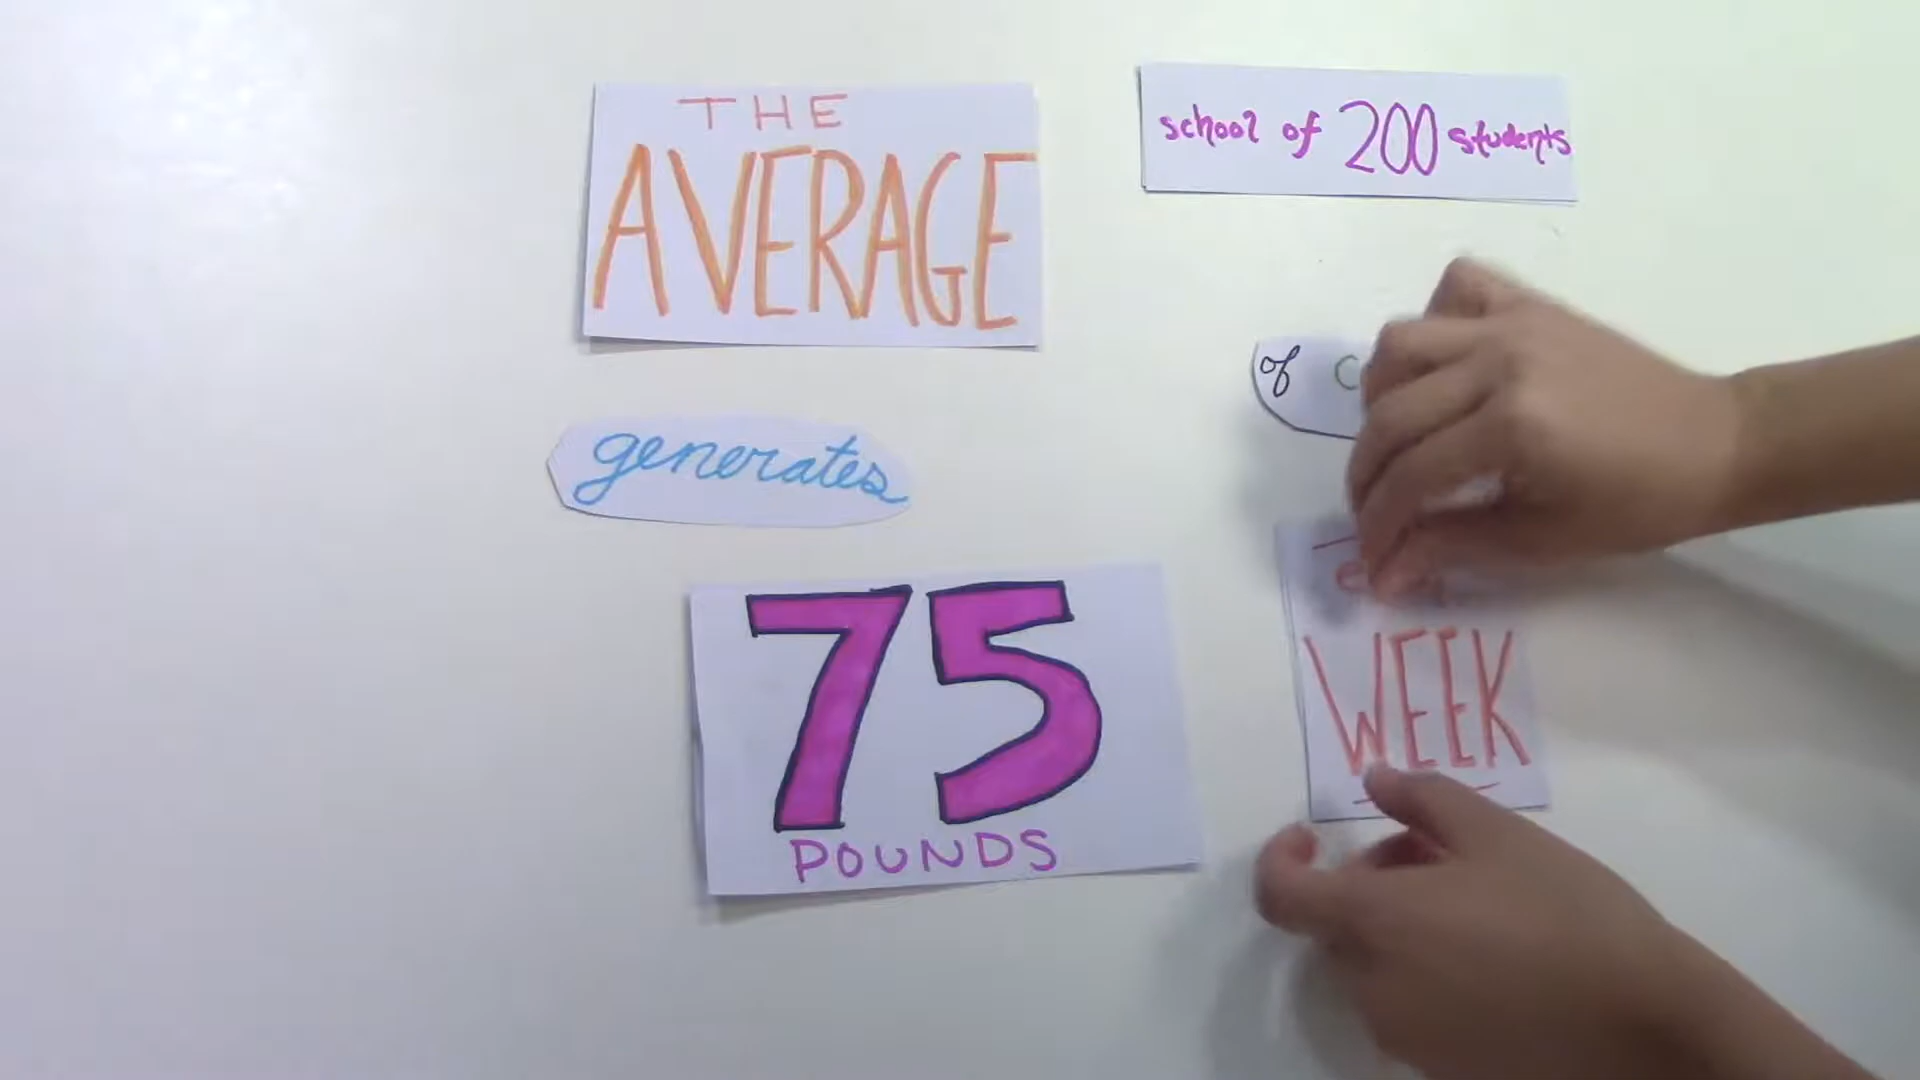 THE
AVERAGE
school of 200 students
generates
75
POUNDS
of
WEEK